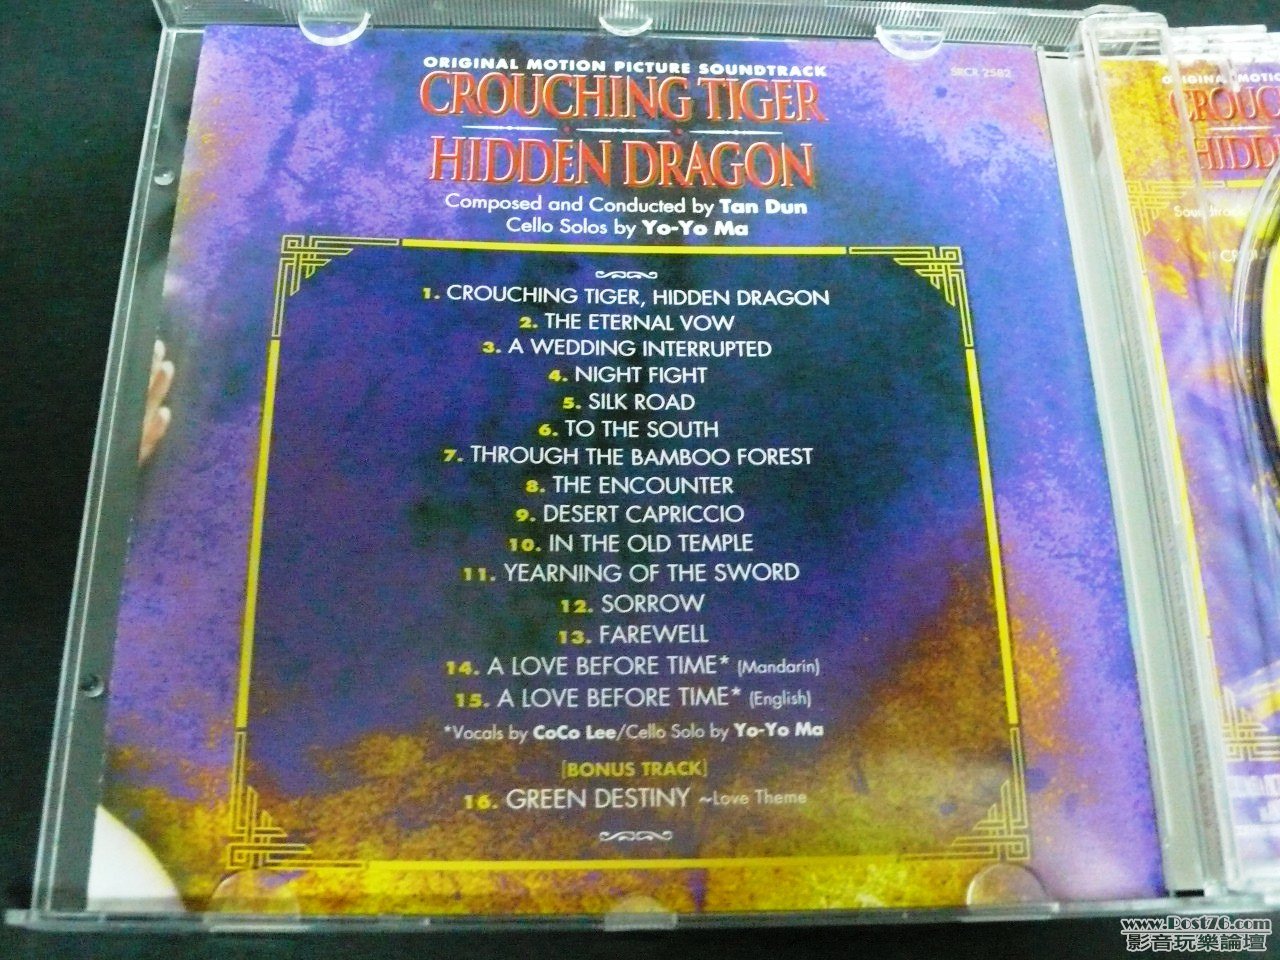 ORIGINAL MOTION PICTURE SOUNDTRACK
SRCR 2582
CROUCHING TIGER
HIDDEN DRAGON
Composed and Conducted by Tan Dun
Cello Solos by Yo-Yo Ma
1. CROUCHING TIGER, HIDDEN DRAGON
2. THE ETERNAL VOW
3. A WEDDING INTERRUPTED
4. NIGHT FIGHT
5. SILK ROAD
6. TO THE SOUTH
7. THROUGH THE BAMBOO FOREST
8. THE ENCOUNTER
9. DESERT CAPRICCIO
10. IN THE OLD TEMPLE
11. YEARNING OF THE SWORD
12. SORROW
13. FAREWELL
14. A LOVE BEFORE TIME* (Mandarin)
15. A LOVE BEFORE TIME* (English)
*Vocals by CoCo Lee/Cello Solo by Yo-Yo Ma
[BONUS TRACK]
16. GREEN DESTINY ~Love Theme
www.Post76.com
影音玩樂論壇